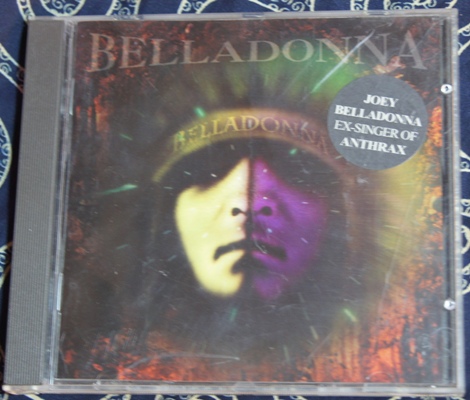 BELLADONNA
JOEY
BELLADONNA
EX-SINGER OF
ANTHRAX
BELLADONNA